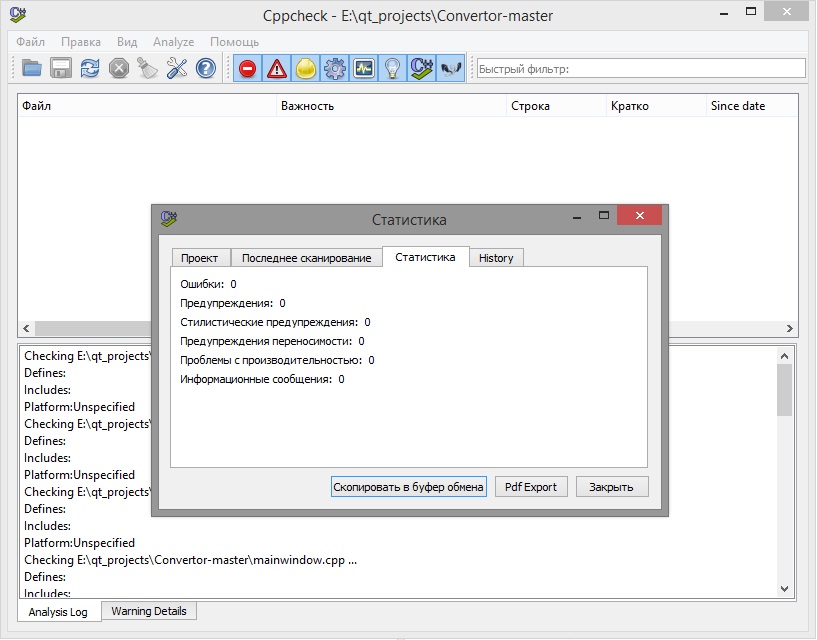 Cppcheck - E:\qt_projects\Convertor-master
Файл Правка Вид Analyze Помощь
Быстрый фильтр:
Файл Важность Строка Кратко Since date
Статистика
Проект Последнее сканирование Статистика History
Ошибки: 0
Предупреждения: 0
Стилистические предупреждения: 0
Предупреждения переносимости: 0
Проблемы с производительностью: 0
Информационные сообщения: 0
Скопировать в буфер обмена Pdf Export Закрыть
Checking E:\qt_projects\
Defines:
Includes:
Platform:Unspecified
Checking E:\qt_projects\
Defines:
Includes:
Platform:Unspecified
Checking E:\qt_projects\
Defines:
Includes:
Platform:Unspecified
Checking E:\qt_projects\Convertor-master\mainwindow.cpp ...
Defines:
Includes:
Analysis Log Warning Details